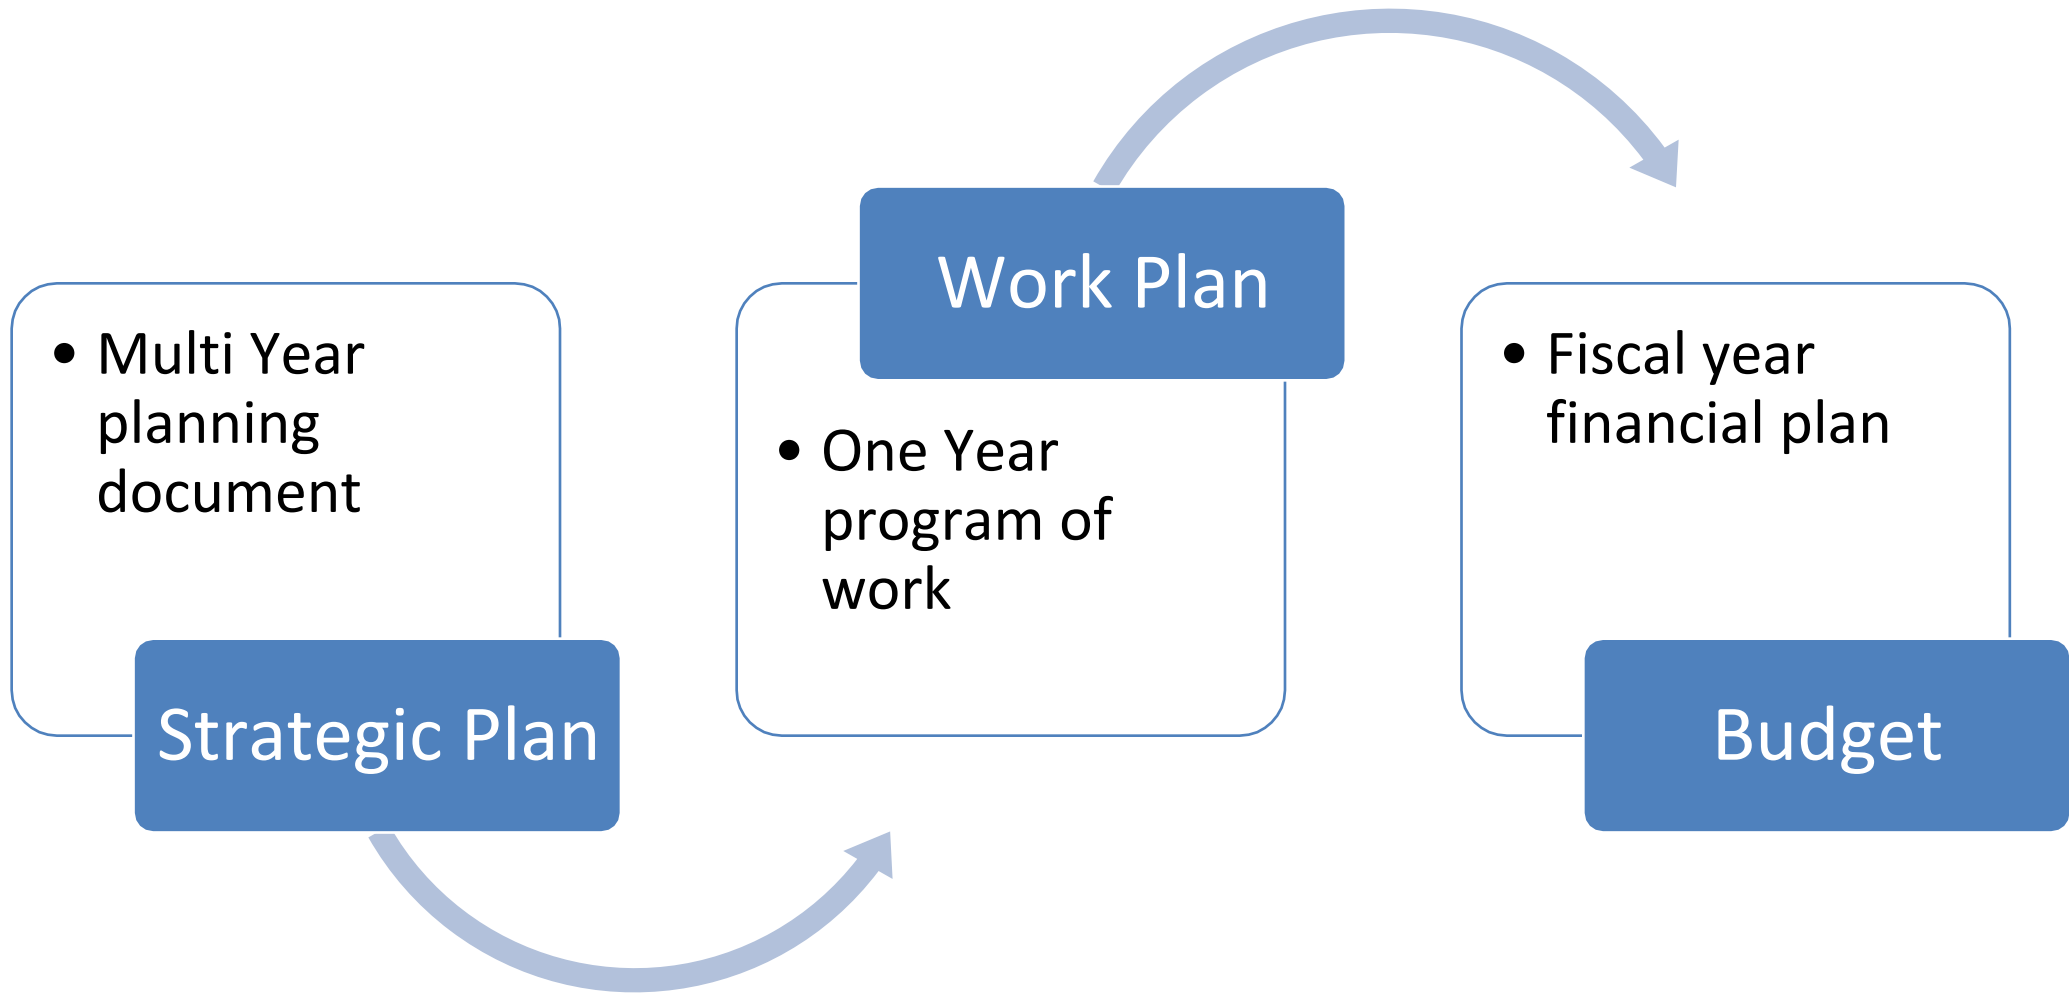 • Multi Year
planning
document
Strategic Plan
Work Plan
• One Year
program of
work
• Fiscal year
financial plan
Budget